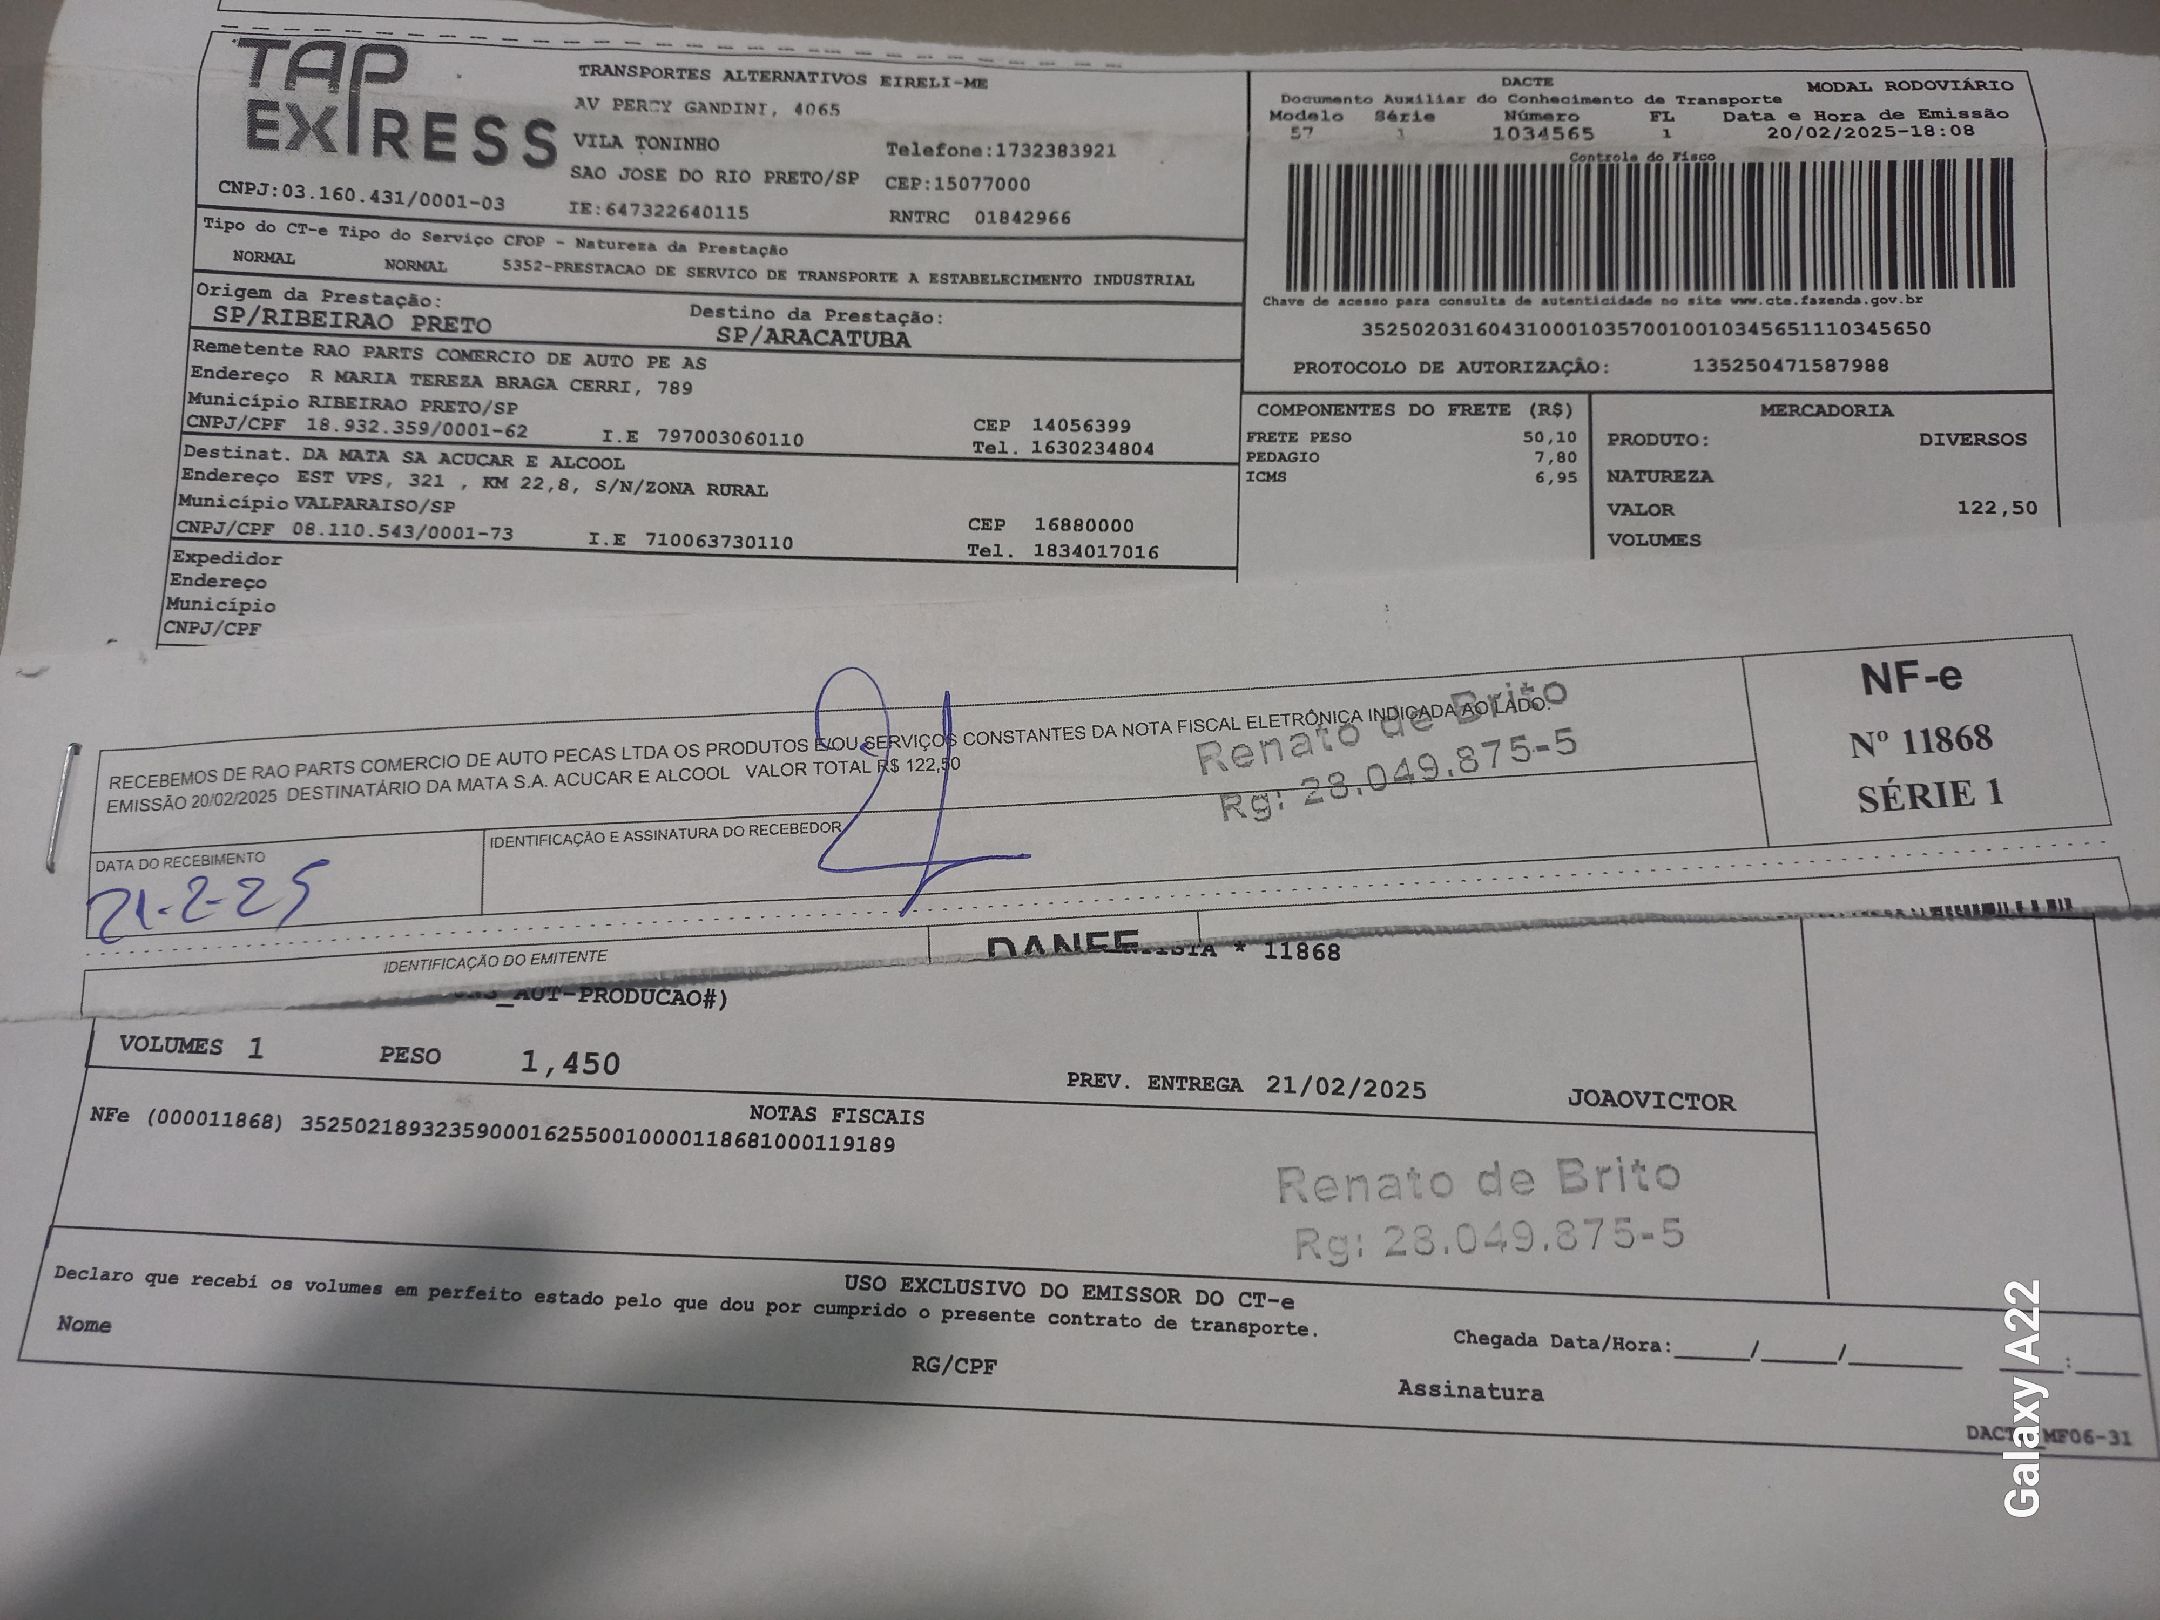 TAP EXPRESS
CNPJ:03.160.431/0001-03
TRANSPORTES ALTERNATIVOS EIRELI-ME
AV PERCY GANDINI, 4065
VILA TONINHO
Telefone:1732383921
SAO JOSE DO RIO PRETO/SP CEP:15077000
IE:647322640115 RNTRC 01842966
DACTE
MODAL RODOVIÁRIO
Documento Auxiliar do Conhecimento de Transporte
Modelo Série Número FL Data e Hora de Emissão
57 1 1034565 1 20/02/2025-18:08
Controle do Fisco
Chave de acesso para consulta de autenticidade no site www.cte.fazenda.gov.br
35250203160431000103570010010345651110345650
PROTOCOLO DE AUTORIZAÇÃO: 135250471587988
Tipo do CT-e Tipo do Serviço CFOP - Natureza da Prestação
NORMAL NORMAL 5352-PRESTACAO DE SERVICO DE TRANSPORTE A ESTABELECIMENTO INDUSTRIAL
Origem da Prestação: Destino da Prestação:
SP/RIBEIRAO PRETO SP/ARACATUBA
Remetente RAO PARTS COMERCIO DE AUTO PE AS
Endereço R MARIA TEREZA BRAGA CERRI, 789
Município RIBEIRAO PRETO/SP CEP 14056399
CNPJ/CPF 18.932.359/0001-62 I.E 797003060110 Tel. 1630234804
Destinat. DA MATA SA ACUCAR E ALCOOL
Endereço EST VPS, 321 , KM 22,8, S/N/ZONA RURAL
Município VALPARAISO/SP CEP 16880000
CNPJ/CPF 08.110.543/0001-73 I.E 710063730110 Tel. 1834017016
Expedidor
Endereço
Município
CNPJ/CPF
COMPONENTES DO FRETE (R$)
FRETE PESO 50,10
PEDAGIO 7,80
ICMS 6,95
MERCADORIA
PRODUTO: DIVERSOS
NATUREZA
VALOR 122,50
VOLUMES
RECEBEMOS DE RAO PARTS COMERCIO DE AUTO PECAS LTDA OS PRODUTOS E/OU SERVIÇOS CONSTANTES DA NOTA FISCAL ELETRÔNICA INDICADA AO LADO.
EMISSÃO 20/02/2025 DESTINATÁRIO DA MATA S.A. ACUCAR E ALCOOL VALOR TOTAL R$ 122,50
Renato de Brito
Rg: 28.049.875-5
NF-e
Nº 11868
SÉRIE 1
DATA DO RECEBIMENTO
21-2-25
IDENTIFICAÇÃO E ASSINATURA DO RECEBEDOR
IDENTIFICAÇÃO DO EMITENTE
DANFE
* 11868
AUT-PRODUCAO#)
VOLUMES 1 PESO 1,450
PREV. ENTREGA 21/02/2025 JOAOVICTOR
NOTAS FISCAIS
NFe (000011868) 35250218932359000162550010000118681000119189
Renato de Brito
Rg: 28.049.875-5
USO EXCLUSIVO DO EMISSOR DO CT-e
Declaro que recebi os volumes em perfeito estado pelo que dou por cumprido o presente contrato de transporte.
Nome
RG/CPF
Chegada Data/Hora:_____/_____/_______ ____:____
Assinatura
MF06-31
Galaxy A22